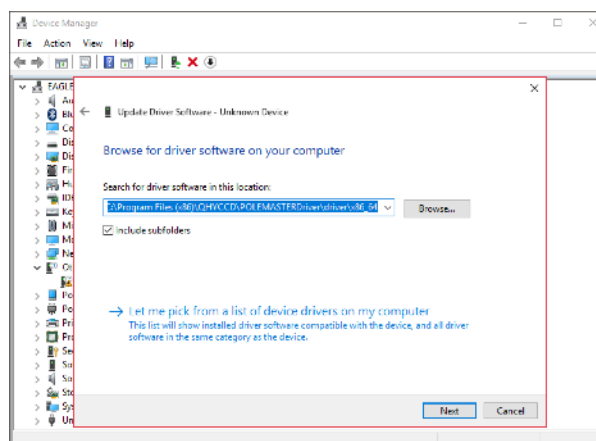 Device Manager
File Action View Help
EAGLE
Update Driver Software - Unknown Device
Browse for driver software on your computer
Search for driver software in this location:
:\Program Files (x86)\QHYCCD\POLEMASTERDriver\driver\x86_64
Browse...
Include subfolders
Let me pick from a list of device drivers on my computer
This list will show installed driver software compatible with the device, and all driver
software in the same category as the device.
Next Cancel